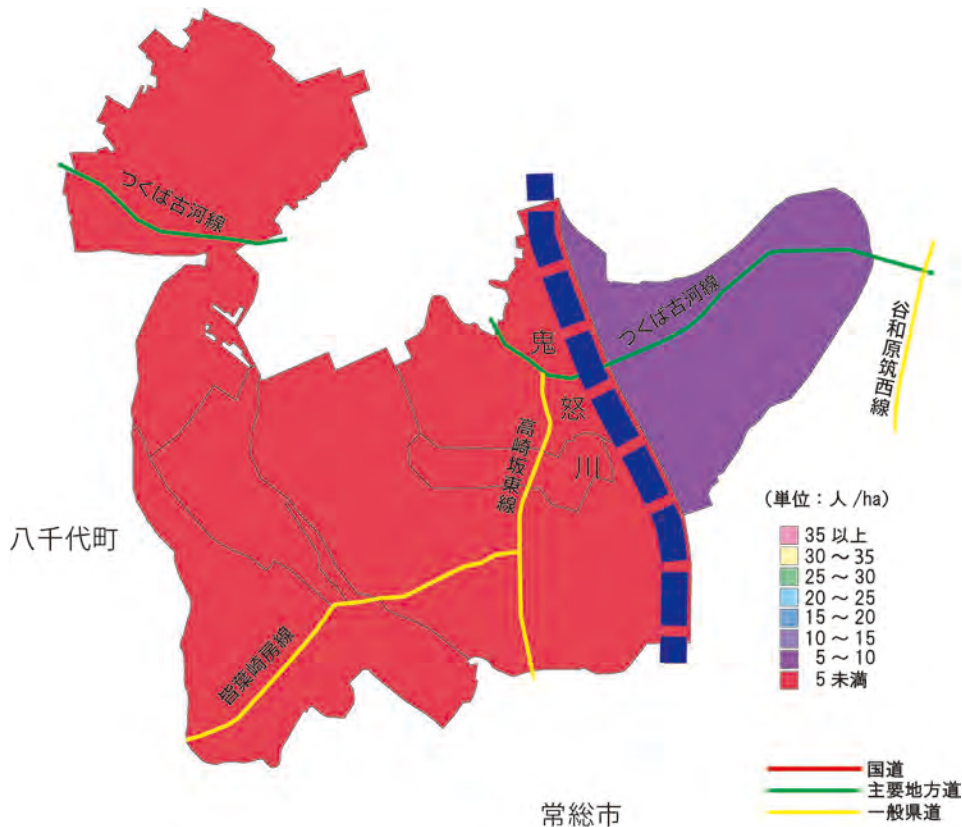 つくば古河線
つくば古河線
谷和原筑西線
鬼
怒
川
高崎坂東線
八千代町
皆葉崎房線
(単位：人/ha)
35 以上
30 ～ 35
25 ～ 30
20 ～ 25
15 ～ 20
10 ～ 15
5 ～ 10
5 未満
国道
主要地方道
一般県道
常総市